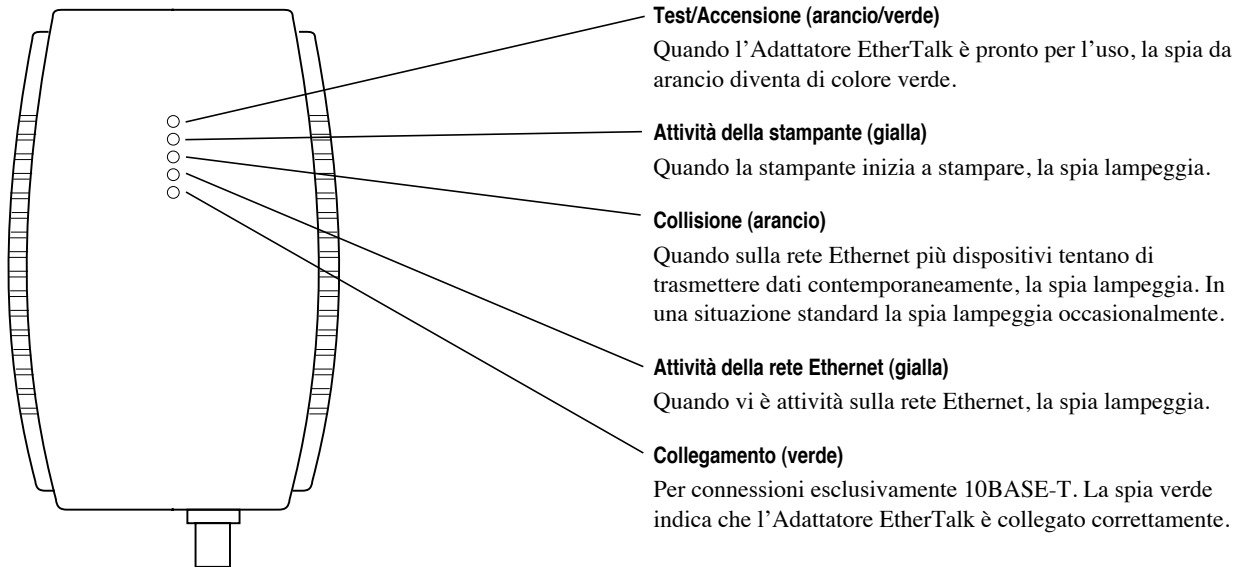 Test/Accensione (arancio/verde)
Quando l’Adattatore EtherTalk è pronto per l’uso, la spia da
arancio diventa di colore verde.
Attività della stampante (gialla)
Quando la stampante inizia a stampare, la spia lampeggia.
Collisione (arancio)
Quando sulla rete Ethernet più dispositivi tentano di
trasmettere dati contemporaneamente, la spia lampeggia. In
una situazione standard la spia lampeggia occasionalmente.
Attività della rete Ethernet (gialla)
Quando vi è attività sulla rete Ethernet, la spia lampeggia.
Collegamento (verde)
Per connessioni esclusivamente 10BASE-T. La spia verde
indica che l’Adattatore EtherTalk è collegato correttamente.